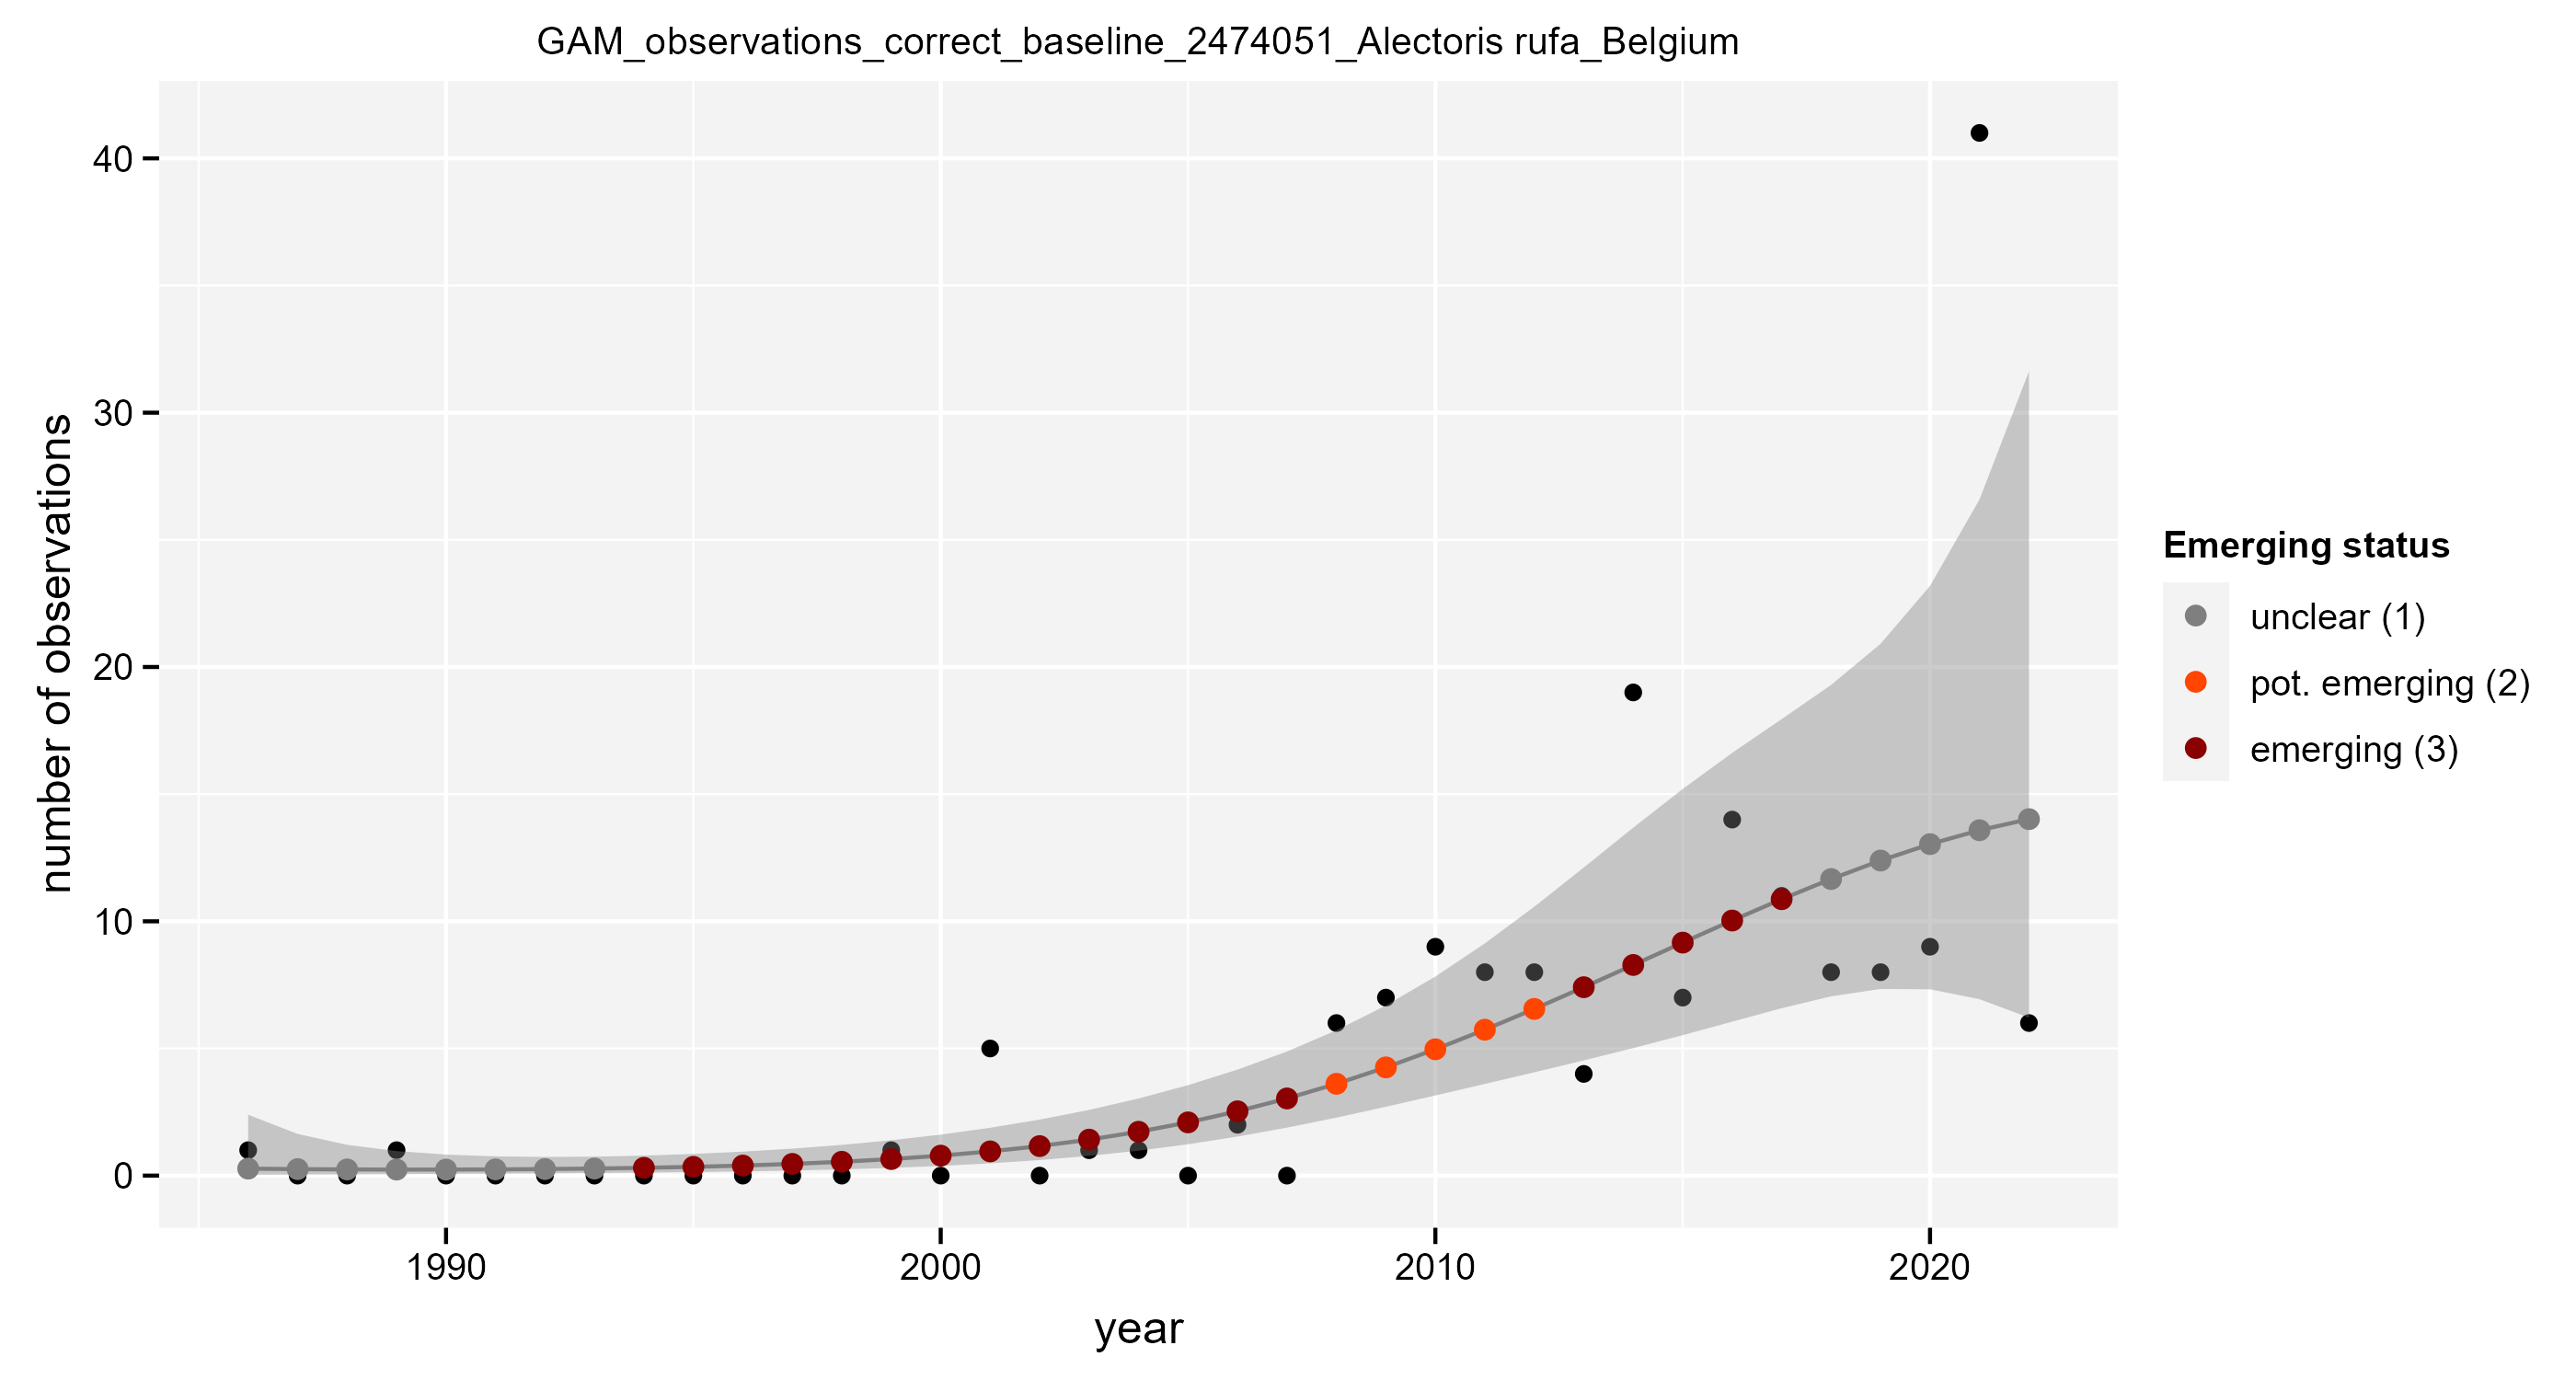 GAM_observations_correct_baseline_2474051_Alectoris rufa_Belgium
number of observations
40
30
20
10
0
1990 2000 2010 2020
year
Emerging status
unclear (1)
pot. emerging (2)
emerging (3)